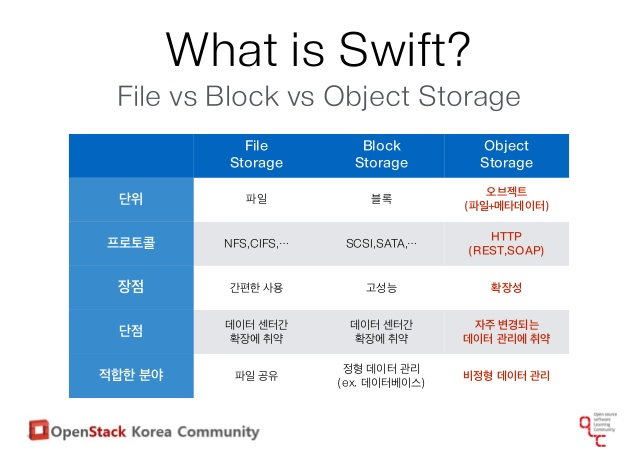 What is Swift?
File vs Block vs Object Storage
File
Storage
Block
Storage
Object
Storage
단위
파일
블록
오브젝트
(파일+메타데이터)
프로토콜
NFS,CIFS,…
SCSI,SATA,…
HTTP
(REST,SOAP)
장점
간편한 사용
고성능
확장성
단점
데이터 센터간
확장에 취약
데이터 센터간
확장에 취약
자주 변경되는
데이터 관리에 취약
적합한 분야
파일 공유
정형 데이터 관리
(ex. 데이터베이스)
비정형 데이터 관리
OpenStack Korea Community
Open source
Software
Learning
Community